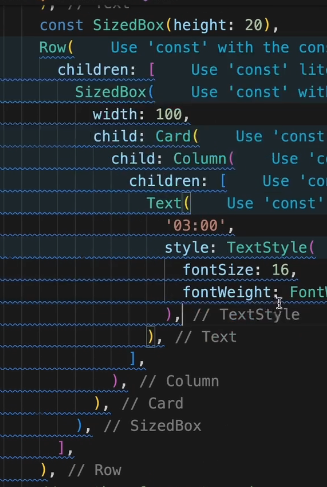 ), // Text
const SizedBox(height: 20),
Row( Use 'const' with the con
children: [ Use 'const' lite
SizedBox( Use 'const' with
width: 100,
child: Card( Use 'const
child: Column( Use 'c
children: [ Use 'co
Text( Use 'const'
'03:00',
style: TextStyle(
fontSize: 16,
fontWeight: FontW
), // TextStyle
), // Text
],
), // Column
), // Card
), // SizedBox
],
), // Row